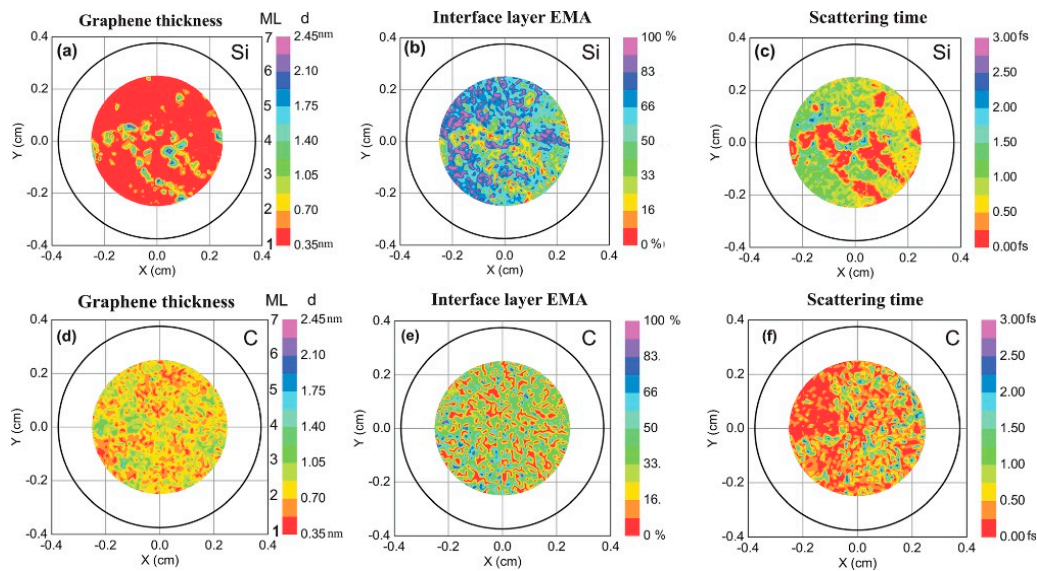 Graphene thickness ML d
(a) Si
0.4
0.2
0.0
-0.2
-0.4
Y (cm)
-0.4 -0.2 0.0 0.2 0.4
X (cm)
7 2.45nm
6 2.10
5 1.75
4 1.40
3 1.05
2 0.70
1 0.35nm
Interface layer EMA
(b) Si
0.4
0.2
0.0
-0.2
-0.4
Y (cm)
-0.4 -0.2 0.0 0.2 0.4
X (cm)
100 %
83
66
50
33
16
0 %
Scattering time
(c) Si
0.4
0.2
0.0
-0.2
-0.4
Y (cm)
-0.4 -0.2 0.0 0.2 0.4
X (cm)
3.00 fs
2.50
2.00
1.50
1.00
0.50
0.00 fs
Graphene thickness ML d
(d) C
0.4
0.2
0.0
-0.2
-0.4
Y (cm)
-0.4 -0.2 0.0 0.2 0.4
X (cm)
7 2.45nm
6 2.10
5 1.75
4 1.40
3 1.05
2 0.70
1 0.35nm
Interface layer EMA
(e) C
0.4
0.2
0.0
-0.2
-0.4
Y (cm)
-0.4 -0.2 0.0 0.2 0.4
X (cm)
100 %
83.
66
50
33.
16.
0 %
Scattering time
(f) C
0.4
0.2
0.0
-0.2
-0.4
Y (cm)
-0.4 -0.2 0.0 0.2 0.4
X (cm)
3.00 fs
2.50
2.00
1.50
1.00
0.50
0.00 fs